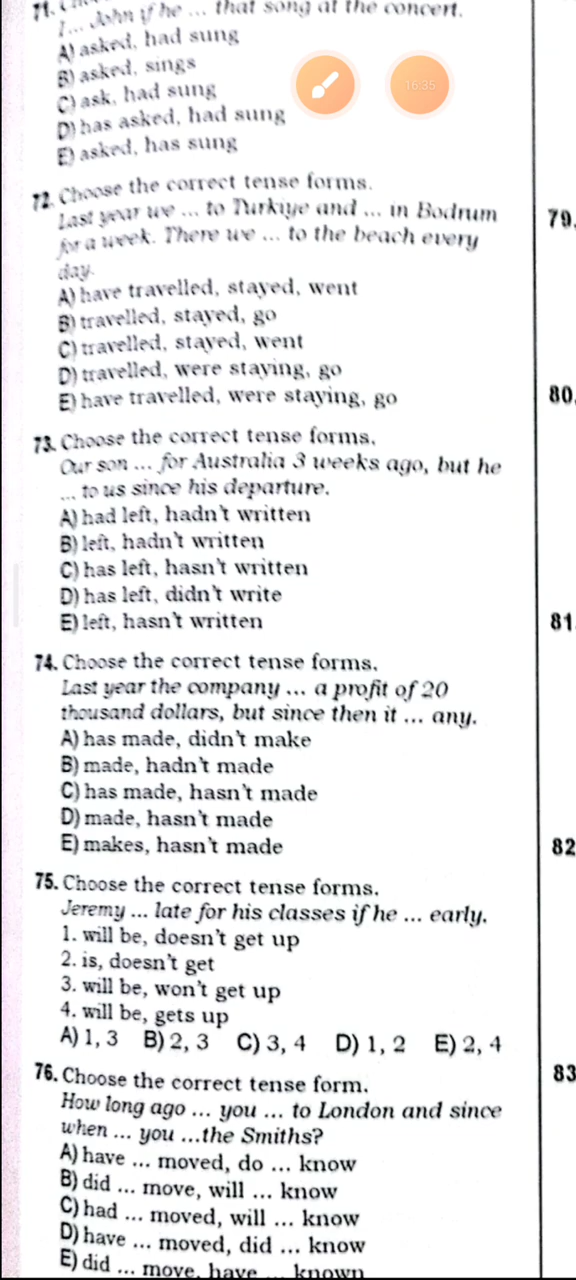 71.
I ... John if he ... that song at the concert.
A) asked, had sung
B) asked, sings
C) ask, had sung
D) has asked, had sung
E) asked, has sung
16:35
72. Choose the correct tense forms.
Last year we ... to Turkiye and ... in Bodrum
for a week. There we ... to the beach every
day.
A) have travelled, stayed, went
B) travelled, stayed, go
C) travelled, stayed, went
D) travelled, were staying, go
E) have travelled, were staying, go
73. Choose the correct tense forms.
Our son ... for Australia 3 weeks ago, but he
... to us since his departure.
A) had left, hadn't written
B) left, hadn't written
C) has left, hasn't written
D) has left, didn't write
E) left, hasn't written
74. Choose the correct tense forms.
Last year the company ... a profit of 20
thousand dollars, but since then it ... any.
A) has made, didn't make
B) made, hadn't made
C) has made, hasn't made
D) made, hasn't made
E) makes, hasn't made
75. Choose the correct tense forms.
Jeremy ... late for his classes if he ... early.
1. will be, doesn't get up
2. is, doesn't get
3. will be, won't get up
4. will be, gets up
A) 1, 3 B) 2, 3 C) 3, 4 D) 1, 2 E) 2, 4
76. Choose the correct tense form.
How long ago ... you ... to London and since
when ... you ...the Smiths?
A) have ... moved, do ... know
B) did ... move, will ... know
C) had ... moved, will ... know
D) have ... moved, did ... know
E) did ... move, have ... known
79.
80.
81
82
83